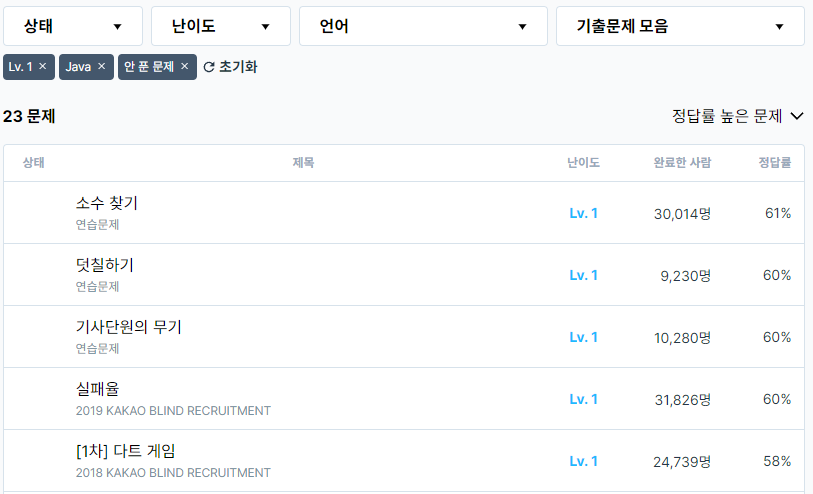 상태 난이도 언어 기출문제 모음
Lv. 1 × Java × 안 푼 문제 × 초기화
23 문제 정답률 높은 문제
상태 제목 난이도 완료한 사람 정답률
소수 찾기
연습문제
Lv. 1 30,014명 61%
덧칠하기
연습문제
Lv. 1 9,230명 60%
기사단원의 무기
연습문제
Lv. 1 10,280명 60%
실패율
2019 KAKAO BLIND RECRUITMENT
Lv. 1 31,826명 60%
[1차] 다트 게임
2018 KAKAO BLIND RECRUITMENT
Lv. 1 24,739명 58%